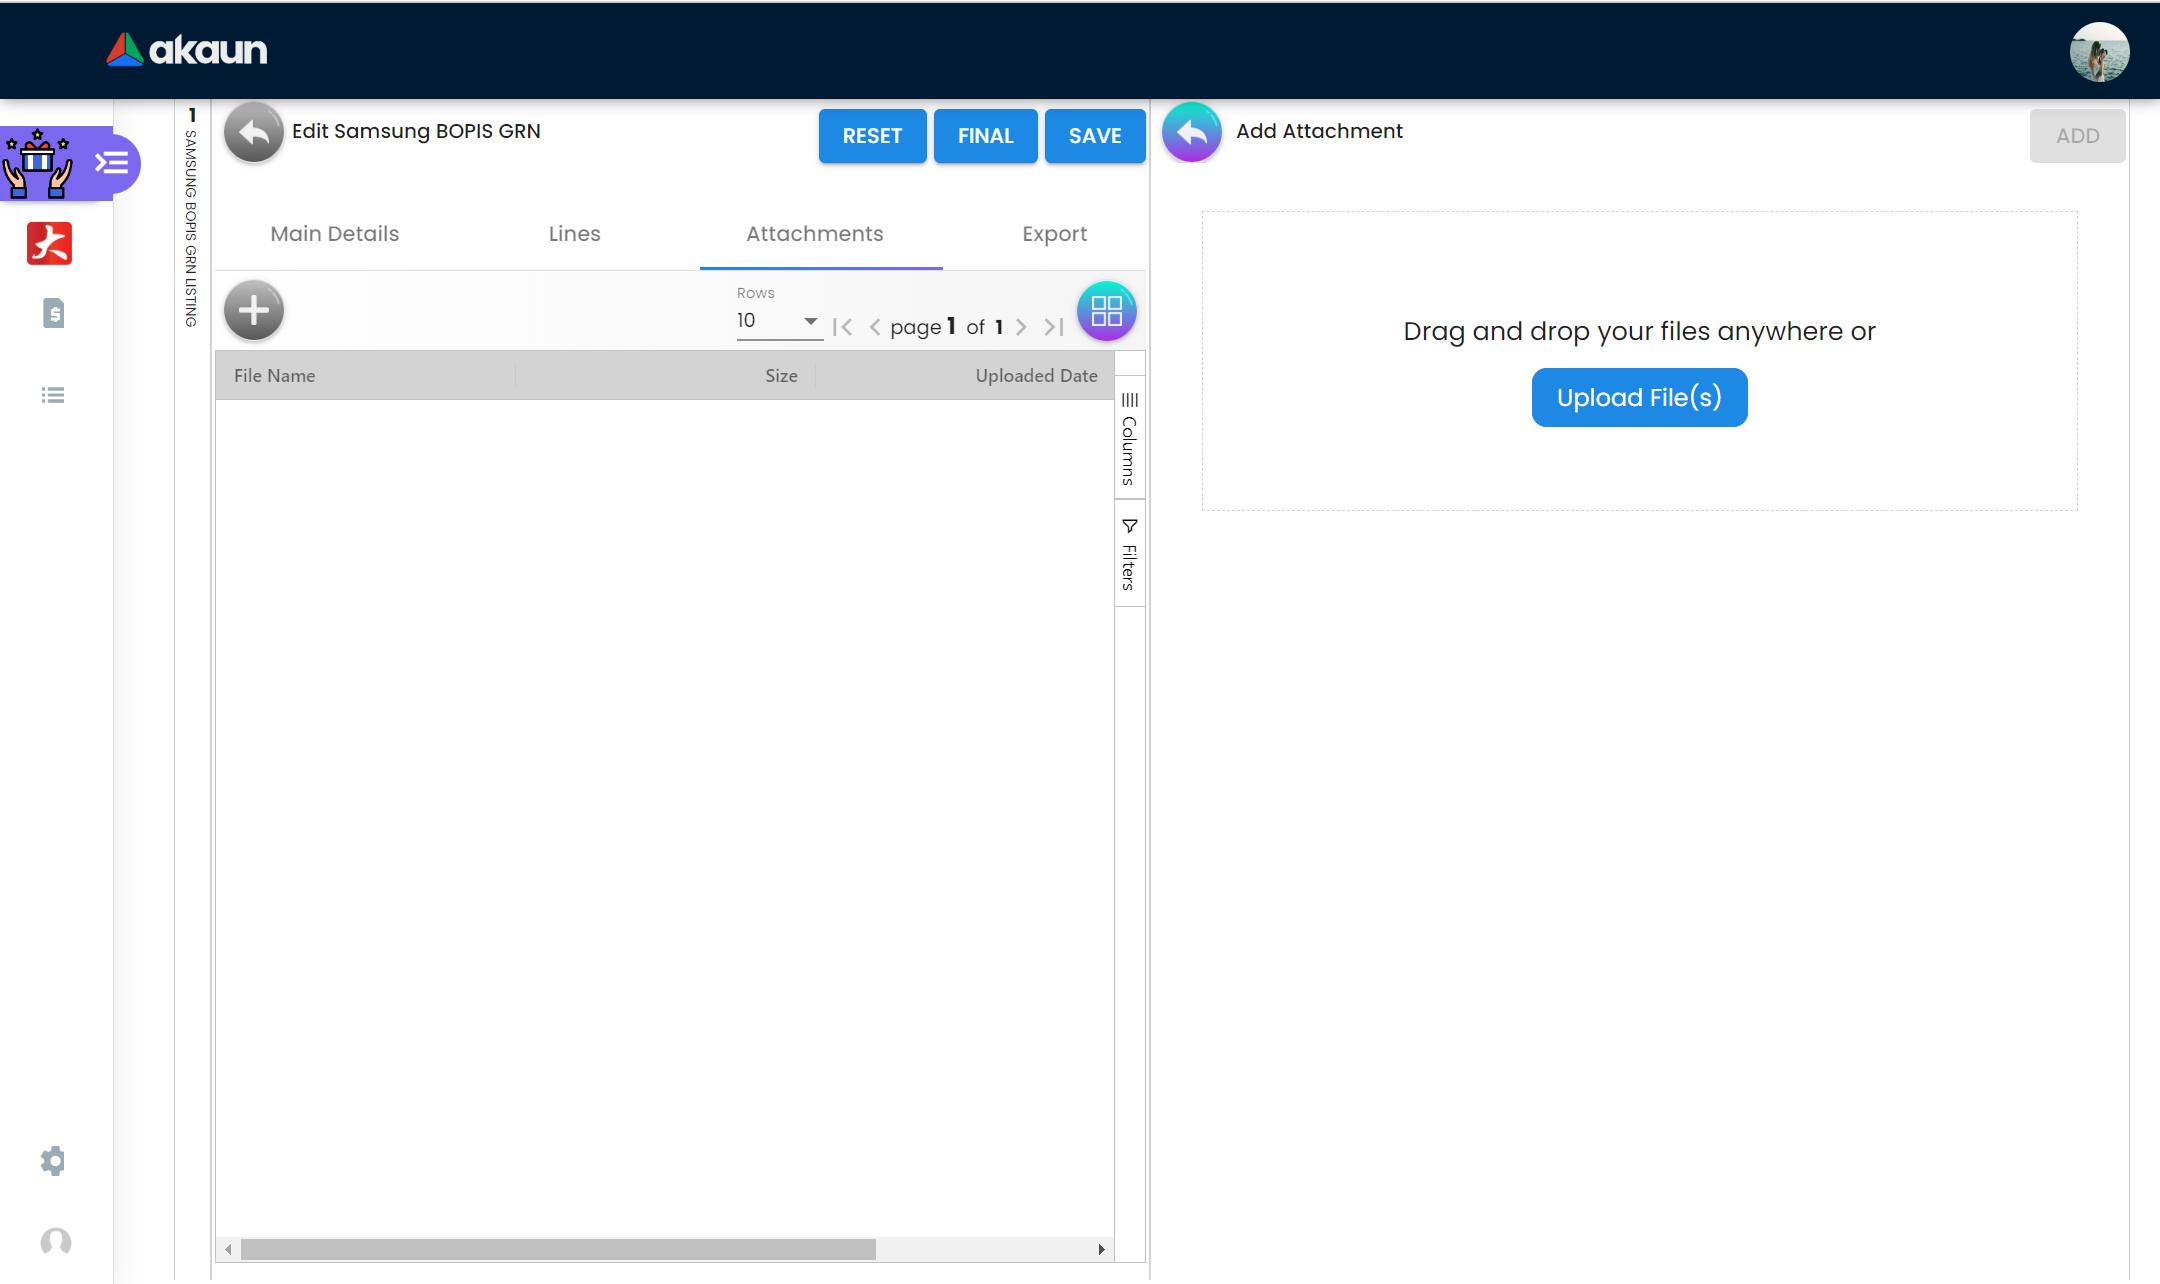 akaun
1
SAMSUNG BOPIS GRN LISTING
Edit Samsung BOPIS GRN
RESET
FINAL
SAVE
Main Details
Lines
Attachments
Export
Rows
10
page 1 of 1
File Name
Size
Uploaded Date
Columns
Filters
Add Attachment
ADD
Drag and drop your files anywhere or
Upload File(s)